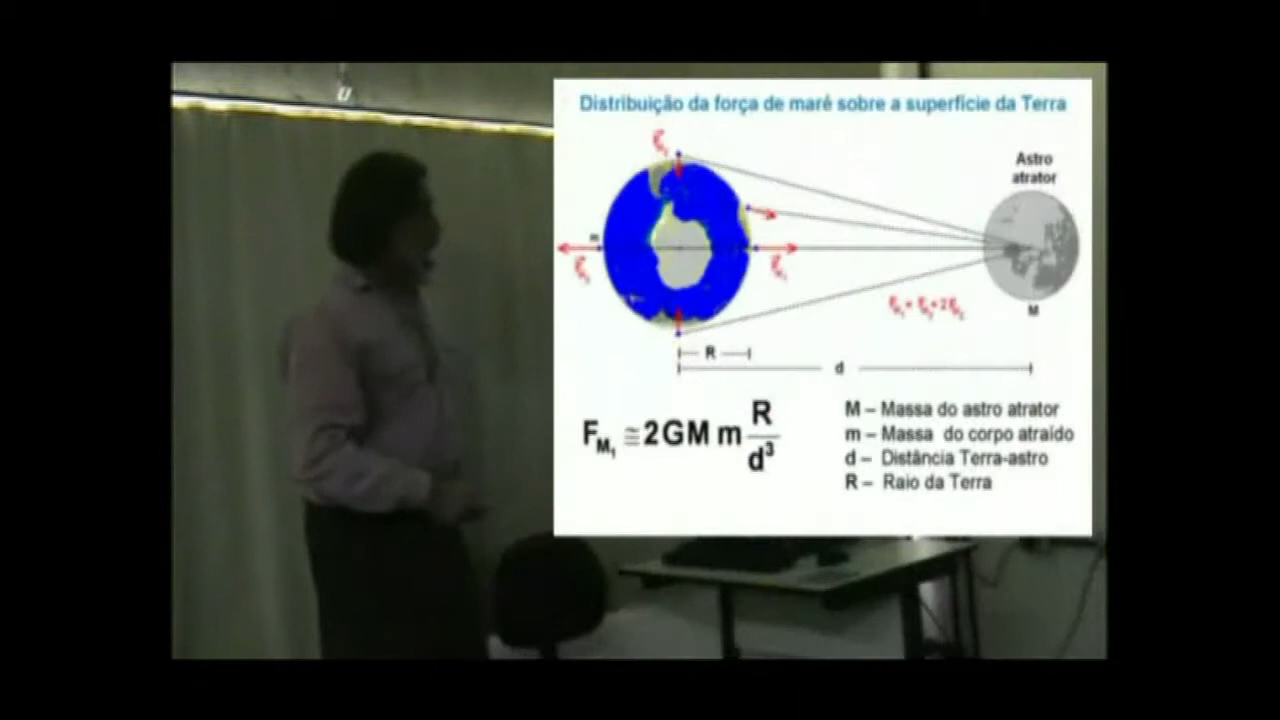 Distribuição da força de maré sobre a superfície da Terra
Astro
atrator
m
M
R
d
F_M₁ ≅ 2GM m R/d³
M – Massa do astro atrator
m – Massa do corpo atraído
d – Distância Terra-astro
R – Raio da Terra